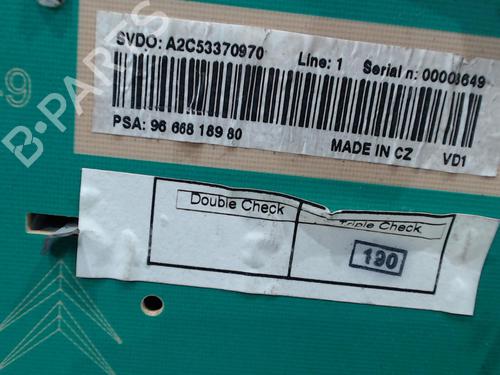 SVDO: A2C53370970 Line: 1 Serial n: 00003649
PSA: 96 668 189 80 MADE IN CZ VD1
Double Check Triple Check
190